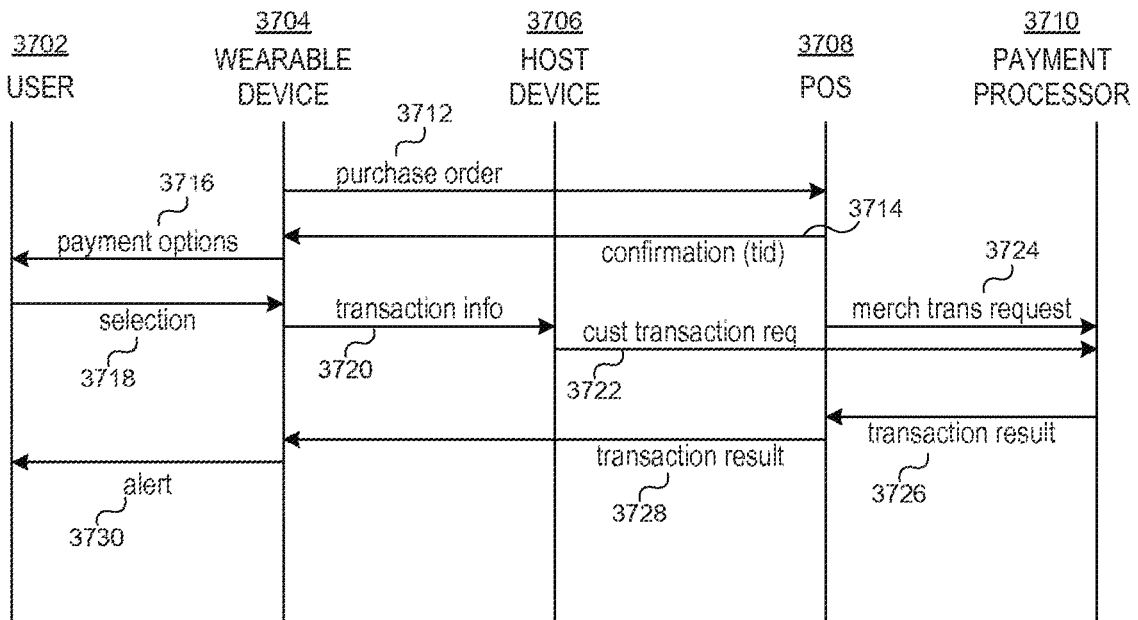 3702
USER
3704
WEARABLE
DEVICE
3706
HOST
DEVICE
3708
POS
3710
PAYMENT
PROCESSOR
3712
purchase order
3716
payment options
3714
confirmation (tid)
3724
selection
transaction info
merch trans request
3718
3720
cust transaction req
3722
transaction result
transaction result
alert
3726
3728
3730